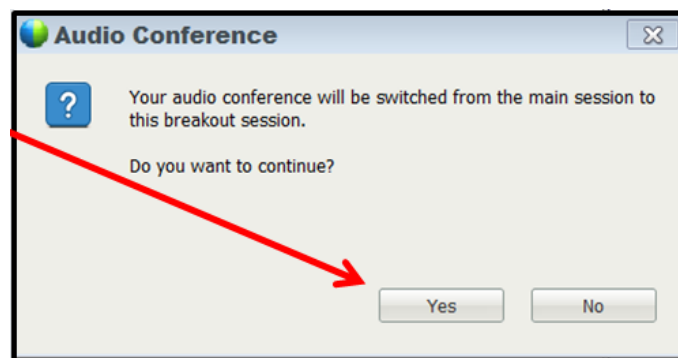 Audio Conference
Your audio conference will be switched from the main session to
this breakout session.
Do you want to continue?
Yes No